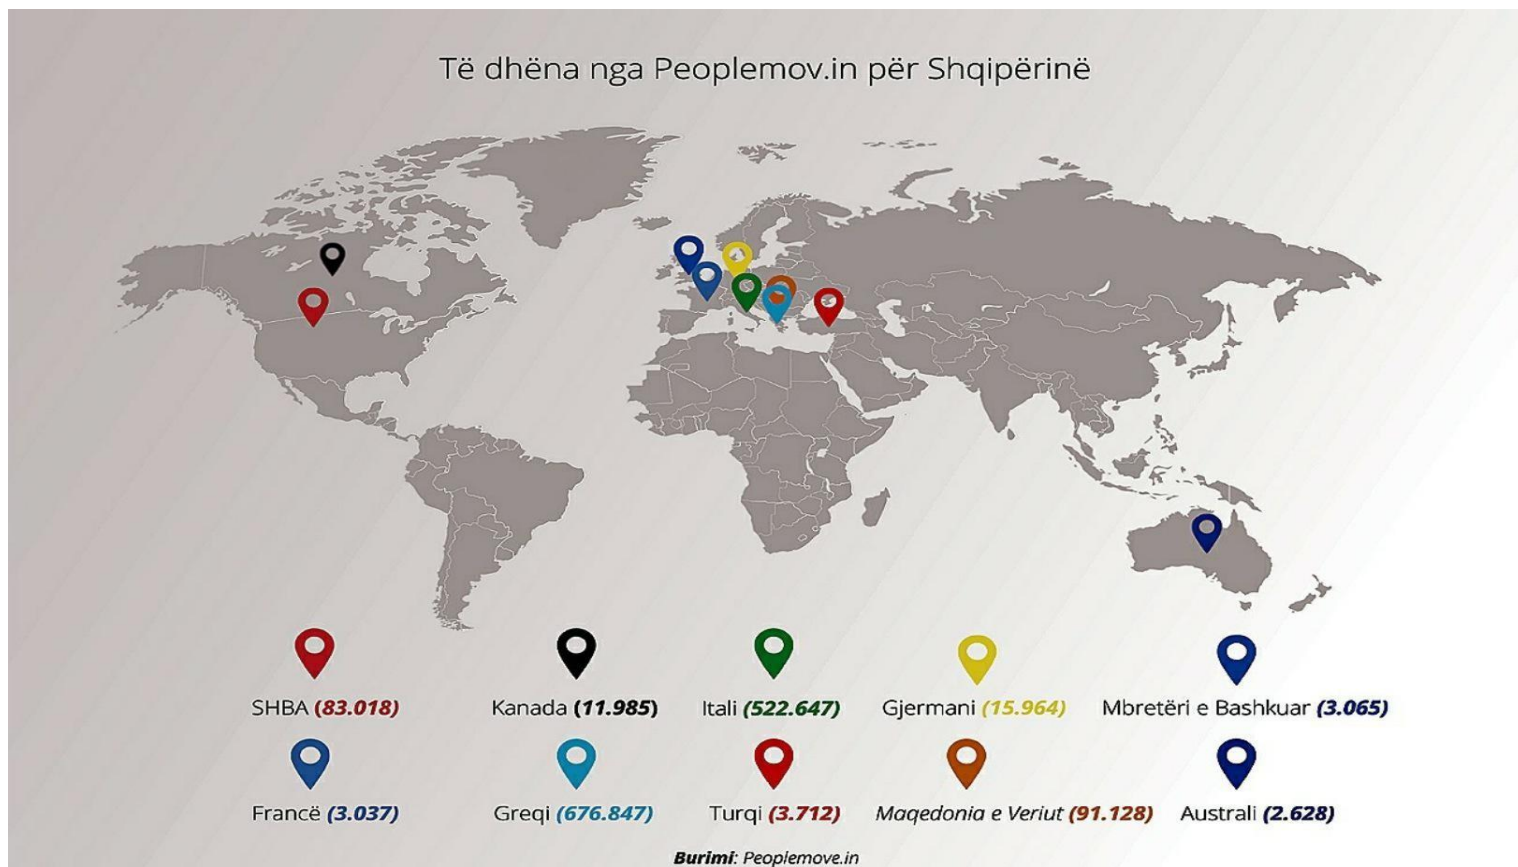 Të dhëna nga Peoplemov.in për Shqipërinë
SHBA (83.018)
Kanada (11.985)
Itali (522.647)
Gjermani (15.964)
Mbretëri e Bashkuar (3.065)
Francë (3.037)
Greqi (676.847)
Turqi (3.712)
Maqedonia e Veriut (91.128)
Australi (2.628)
Burimi: Peoplemove.in